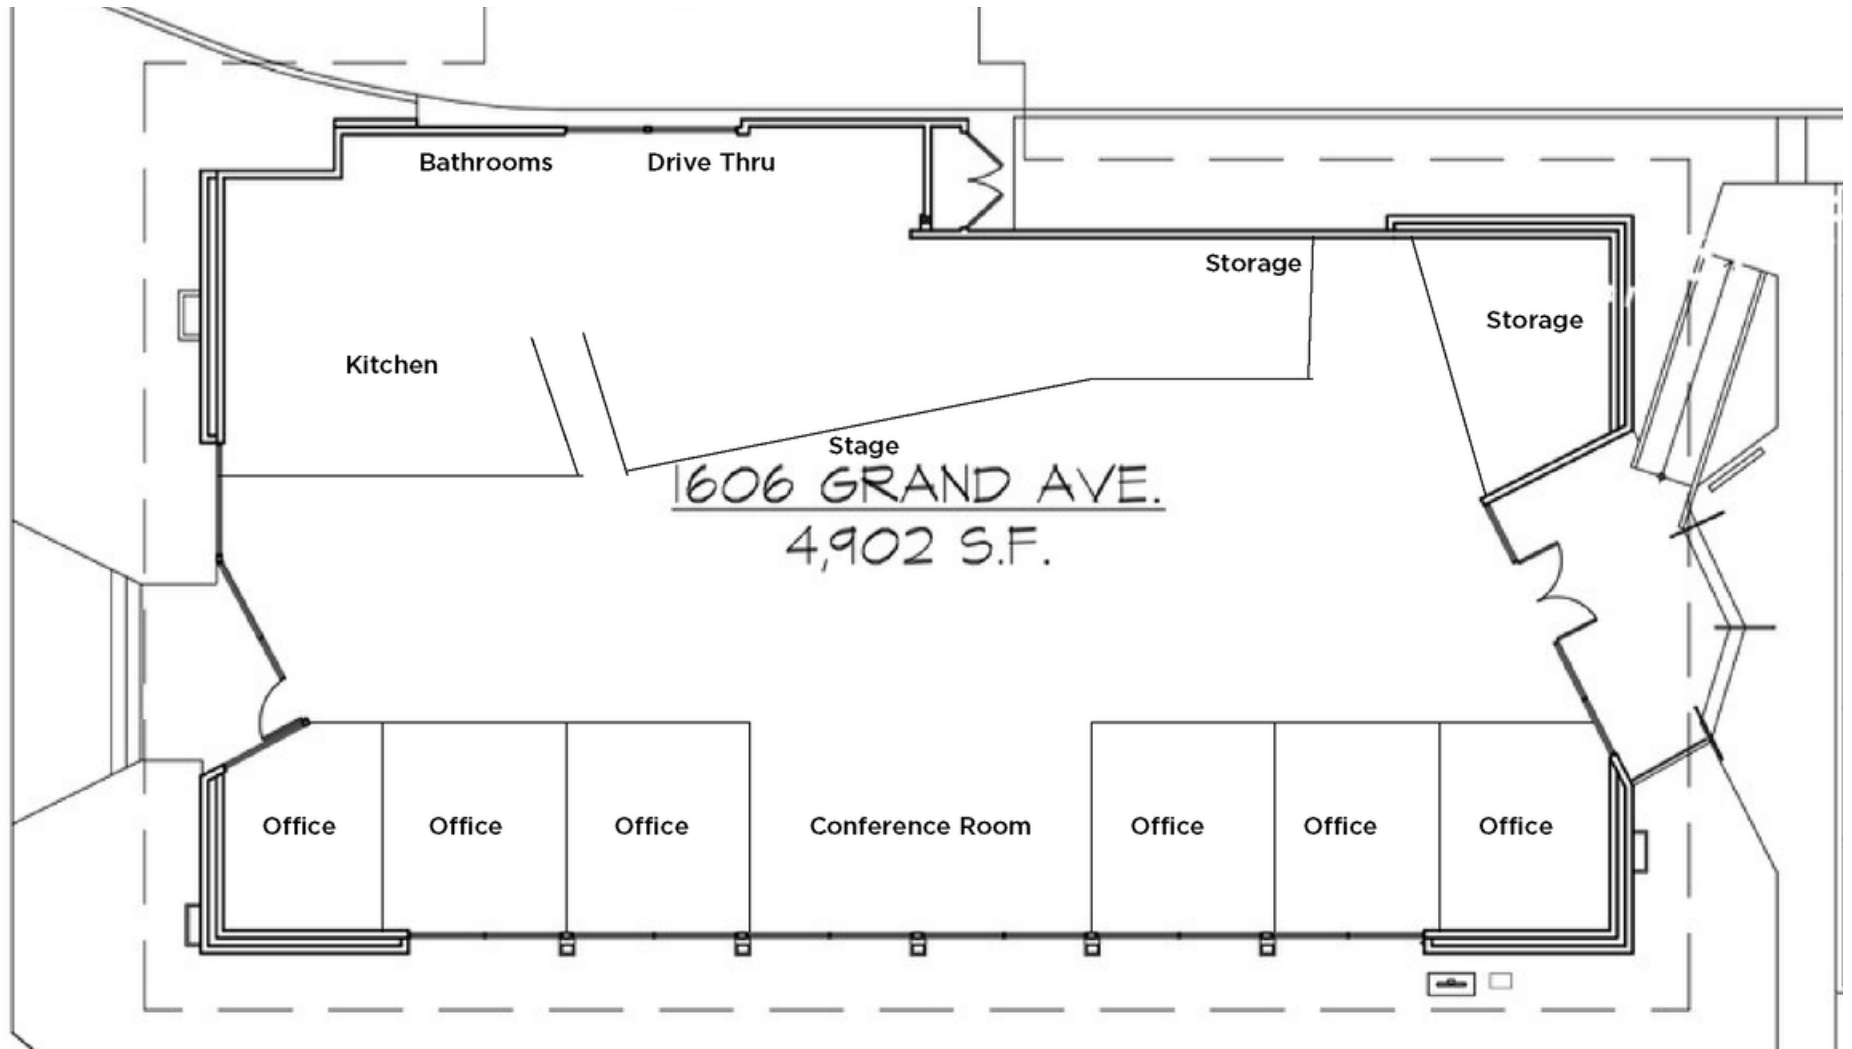 Bathrooms
Drive Thru
Storage
Storage
Kitchen
Stage
1606 GRAND AVE.
4,902 S.F.
Office
Office
Office
Conference Room
Office
Office
Office